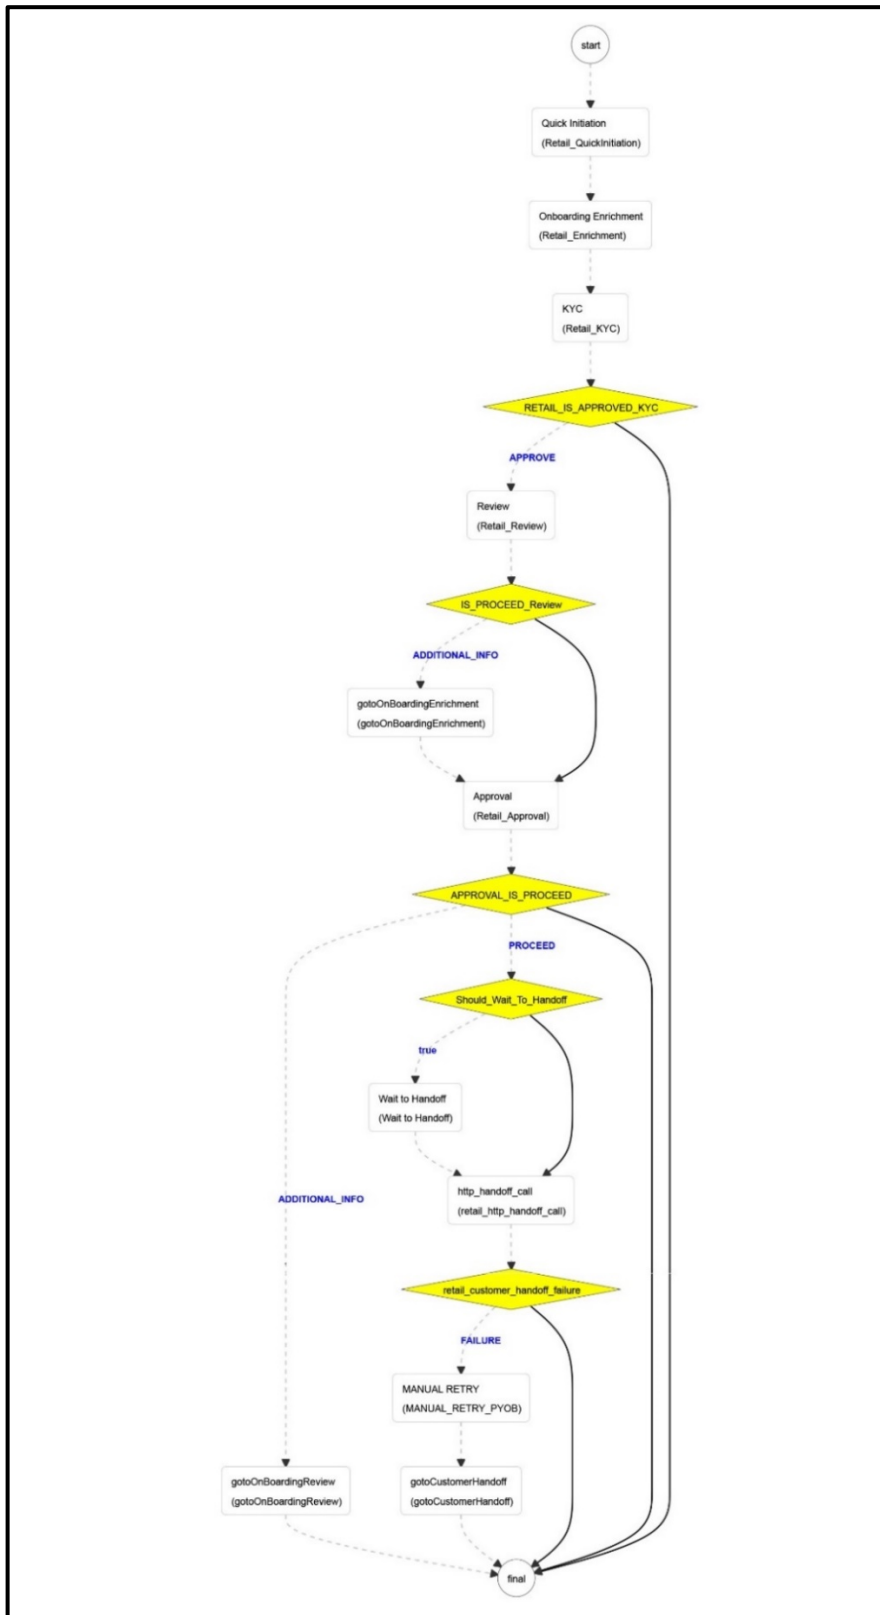 start
Quick Initiation
(Retail_QuickInitiation)
Onboarding Enrichment
(Retail_Enrichment)
KYC
(Retail_KYC)
RETAIL_IS_APPROVED_KYC
APPROVE
Review
(Retail_Review)
IS_PROCEED_Review
ADDITIONAL_INFO
gotoOnBoardingEnrichment
(gotoOnBoardingEnrichment)
Approval
(Retail_Approval)
APPROVAL_IS_PROCEED
PROCEED
Should_Wait_To_Handoff
true
Wait to Handoff
(Wait to Handoff)
http_handoff_call
(retail_http_handoff_call)
ADDITIONAL_INFO
retail_customer_handoff_failure
FAILURE
MANUAL RETRY
(MANUAL_RETRY_PYOB)
gotoOnBoardingReview
(gotoOnBoardingReview)
gotoCustomerHandoff
(gotoCustomerHandoff)
final